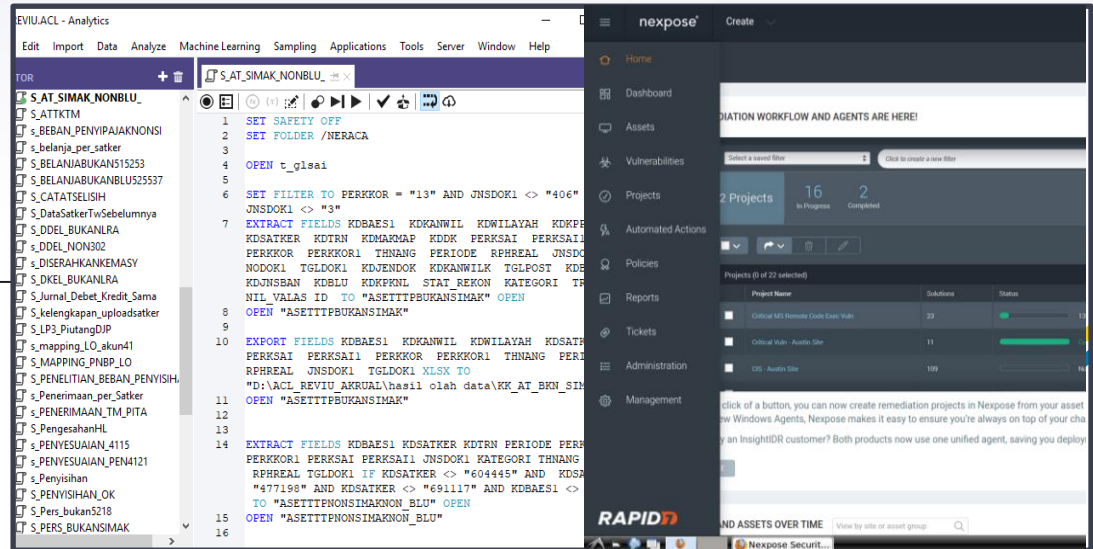 EVIU.ACL - Analytics
Edit Import Data Analyze Machine Learning Sampling Applications Tools Server Window Help
TOR
S_AT_SIMAK_NONBLU_
S_ATTKTM
s_BEBAN_PENYIPAJAKNONSI
s_belanja_per_satker
S_BELANJABUKAN515253
S_BELANJABUKANBLU525537
S_CATATSELISIH
S_DataSatkerTwSebelumnya
S_DDEL_BUKANLRA
s_DDEL_NON302
s_DISERAHKANKEMASY
S_DKEL_BUKANLRA
S_Jurnal_Debet_Kredit_Sama
S_kelengkapan_uploadsatker
S_LP3_PiutangDJP
s_mapping_LO_akun41
S_MAPPING_PNBP_LO
S_PENELITIAN_BEBAN_PENYISIH
s_Penerimaan_per_Satker
s_PENERIMAAN_TM_PITA
S_PengesahanHL
s_PENYESUAIAN_4115
s_PENYESUAIAN_PEN4121
s_Penyisihan
S_PENYISIHAN_OK
S_Pers_bukan5218
S_PERS_BUKANSIMAK
S_AT_SIMAK_NONBLU_
1 SET SAFETY OFF
2 SET FOLDER /NERACA
3
4 OPEN t_glsai
5
6 SET FILTER TO PERKKOR = "13" AND JNSDOK1 <> "406"
JNSDOK1 <> "3"
7 EXTRACT FIELDS KDBAES1 KDKANWIL KDWILAYAH KDKPP
KDSATKER KDTRN KDMAKMAP KDDK PERKSAI PERKSAI1
PERKKOR PERKKOR1 THNANG PERIODE RPHREAL JNSDO
NODOK1 TGLDOK1 KDJENDOK KDKANWILK TGLPOST KDB
KDJNSBAN KDBLU KDKPKNL STAT_REKON KATEGORI TR
NIL_VALAS ID TO "ASETTTPBUKANSIMAK" OPEN
8 OPEN "ASETTTPBUKANSIMAK"
9
10 EXPORT FIELDS KDBAES1 KDKANWIL KDWILAYAH KDSATK
PERKSAI PERKSAI1 PERKKOR PERKKOR1 THNANG PERI
RPHREAL JNSDOK1 TGLDOK1 XLSX TO
"D:\ACL_REVIU_AKRUAL\hasil olah data\KK_AT_BKN_SIM
11 OPEN "ASETTTPBUKANSIMAK"
12
13
14 EXTRACT FIELDS KDBAES1 KDSATKER KDTRN PERIODE PERK
PERKKOR1 PERKSAI PERKSAI1 JNSDOK1 KATEGORI THNANG
RPHREAL TGLDOK1 IF KDSATKER <> "604445" AND KDSA
"477198" AND KDSATKER <> "691117" AND KDBAES1 <>
TO "ASETTTPNONSIMAKNON_BLU" OPEN
15 OPEN "ASETTTPNONSIMAKNON_BLU"
16
nexpose
Create
Home
Dashboard
Assets
Vulnerabilities
Projects
Automated Actions
Policies
Reports
Tickets
Administration
Management
RAPID7
DIATION WORKFLOW AND AGENTS ARE HERE!
Select a saved filter
Click to create a new filter
2 Projects
16
In Progress
2
Completed
Projects (0 of 22 selected)
Project Name Solutions Status
Critical MS Remote Code Exec Vuln 23 13
Critical Vuln - Austin Site 11
CIS - Austin Site 109
click of a button, you can now create remediation projects in Nexpose from your asset
ew Windows Agents, Nexpose makes it easy to ensure you're always on top of your cha
y an InsightIDR customer? Both products now use one unified agent, saving you deploy
ND ASSETS OVER TIME
View by site or asset group
Nexpose Securit...